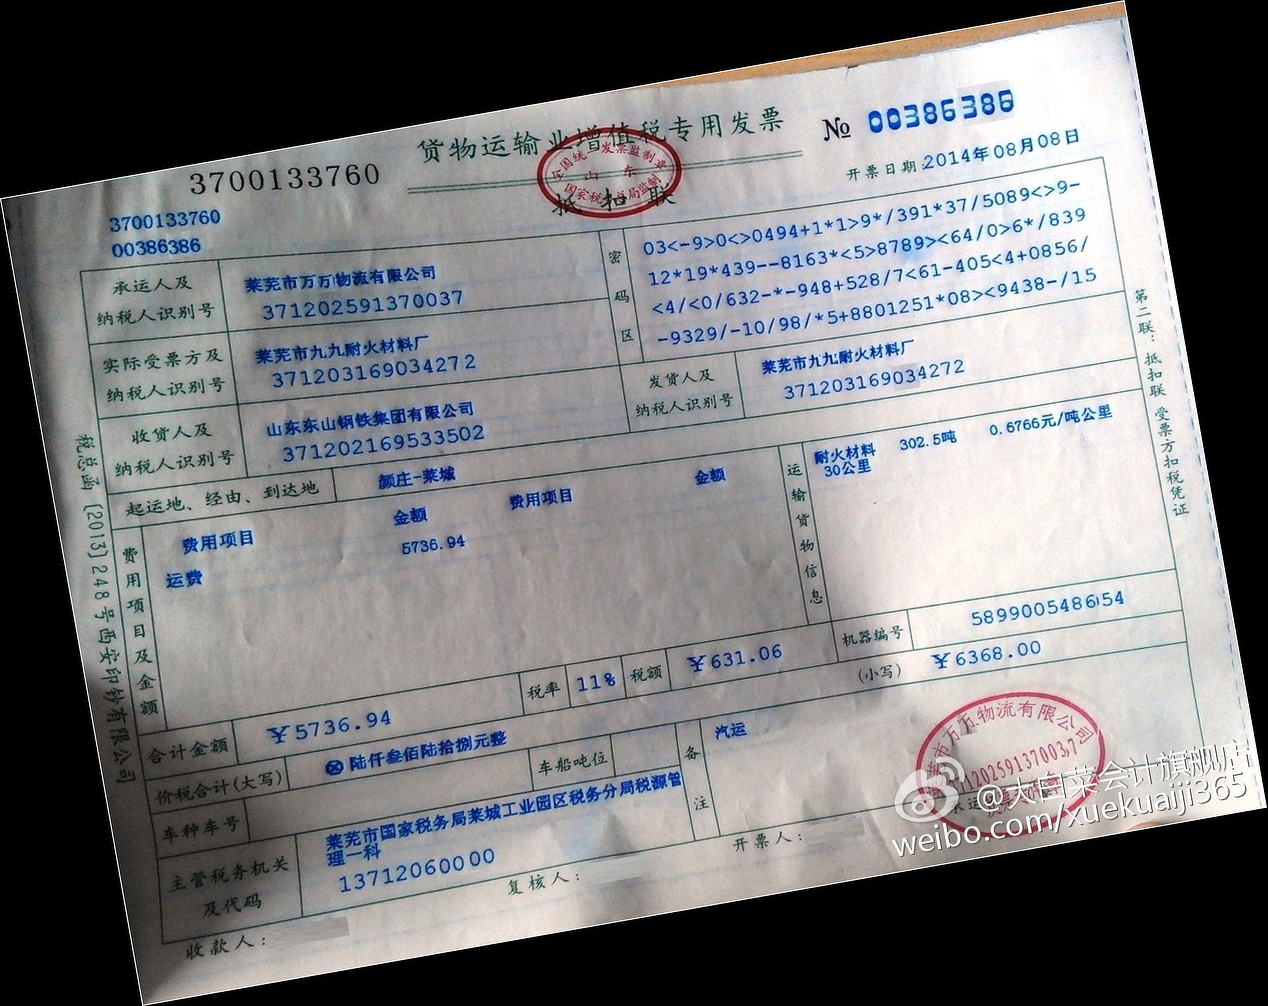 货物运输业增值税专用发票
抵扣联
3700133760
№ 00386386
开票日期:2014年08月08日
3700133760
00386386
承运人及
纳税人识别号
莱芜市万万物流有限公司
371202591370037
密码区
03<-9>0<>0494+1*1>9*/391*37/5089<>9-
12*19*439--8163*<5>8789><64/0>6*/839
<4/<0/632-*-948+528/7<61-405<4+0856/
-9329/-10/98/*5+8801251*08><9438-/15
实际受票方及
纳税人识别号
莱芜市九九耐火材料厂
371203169034272
发货人及
纳税人识别号
莱芜市九九耐火材料厂
371203169034272
收货人及
纳税人识别号
山东东山钢铁集团有限公司
371202169533502
起运地、经由、到达地
颜庄-莱城
费用项目及金额
费用项目 金额 费用项目 金额
运费 5736.94
运输货物信息
耐火材料 302.5吨 0.6766元/吨公里
30公里
合计金额 ¥5736.94 税率 11% 税额 ¥631.06 机器编号 589900548654
价税合计(大写) ⊗陆仟叁佰陆拾捌元整 (小写) ¥6368.00
车种车号 车船吨位
备注
汽运
主管税务机关
及代码
莱芜市国家税务局莱城工业园区税务分局税源管
理一科
13712060000
收款人: 复核人: 开票人:
第二联:抵扣联 受票方扣税凭证
税总函〔2013〕248号西安印钞有限公司
全国统一发票监制章
山东
国家税务总局监制
莱芜市万万物流有限公司
371202591370037
@大白菜会计旗舰店
weibo.com/xuekuaiji365